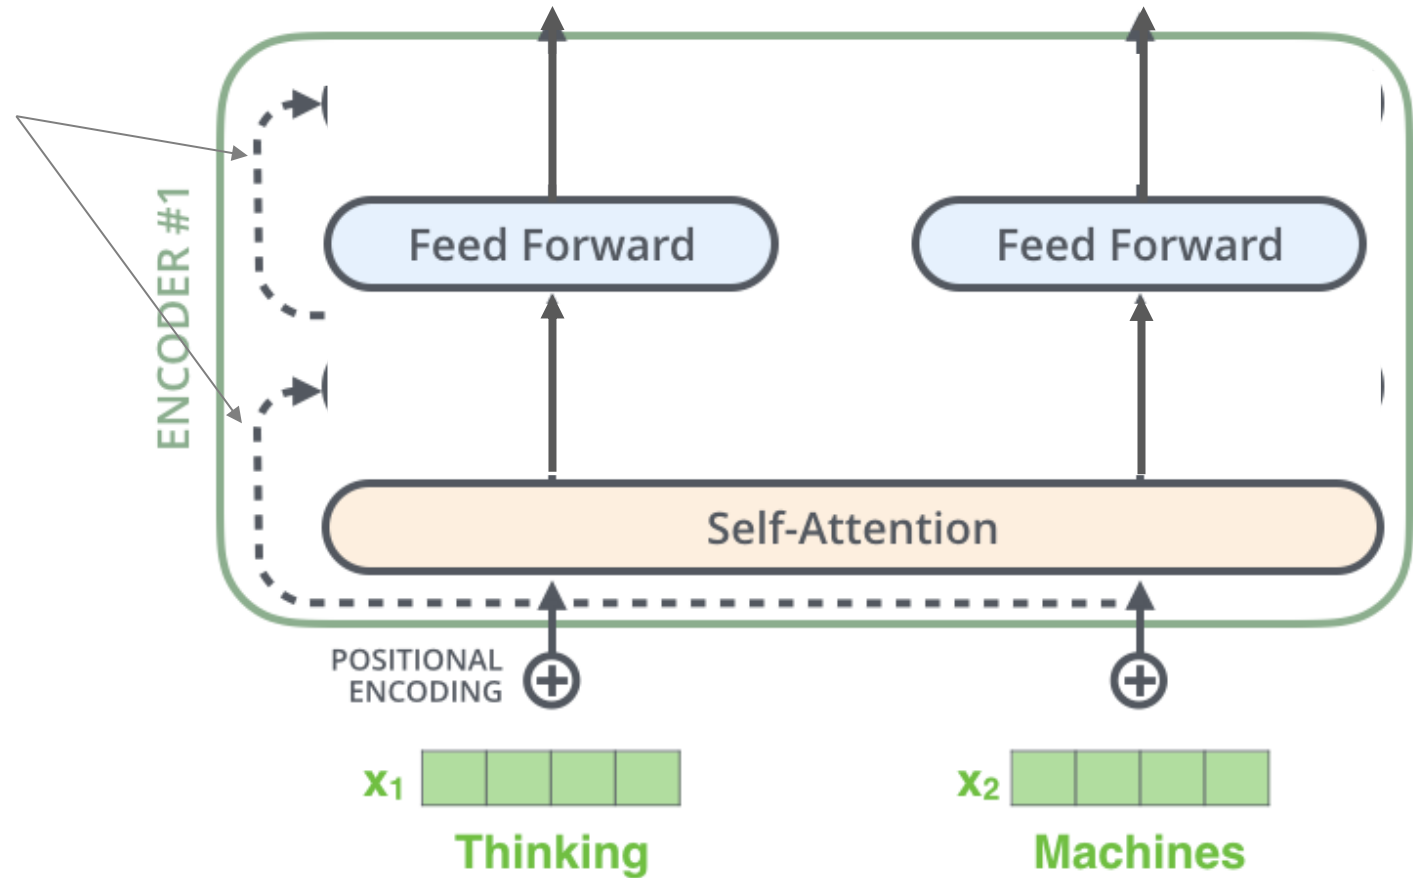 ENCODER #1
Feed Forward
Feed Forward
Self-Attention
POSITIONAL
ENCODING
x1
x2
Thinking
Machines